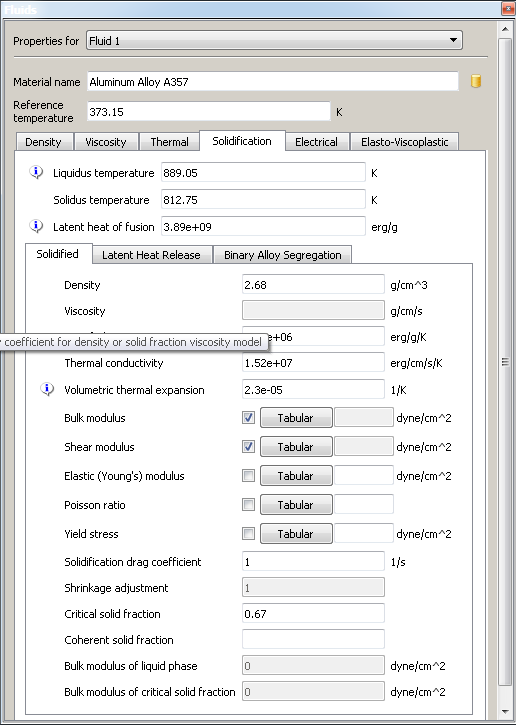 Fluids
Properties for Fluid 1
Material name Aluminum Alloy A357
Reference temperature 373.15 K
Density Viscosity Thermal Solidification Electrical Elasto-Viscoplastic
Liquidus temperature 889.05 K
Solidus temperature 812.75 K
Latent heat of fusion 3.89e+09 erg/g
Solidified Latent Heat Release Binary Alloy Segregation
Density 2.68 g/cm^3
Viscosity g/cm/s
e+06 erg/g/K
coefficient for density or solid fraction viscosity model
Thermal conductivity 1.52e+07 erg/cm/s/K
Volumetric thermal expansion 2.3e-05 1/K
Bulk modulus Tabular dyne/cm^2
Shear modulus Tabular dyne/cm^2
Elastic (Young's) modulus Tabular dyne/cm^2
Poisson ratio Tabular
Yield stress Tabular dyne/cm^2
Solidification drag coefficient 1 1/s
Shrinkage adjustment 1
Critical solid fraction 0.67
Coherent solid fraction
Bulk modulus of liquid phase 0 dyne/cm^2
Bulk modulus of critical solid fraction 0 dyne/cm^2